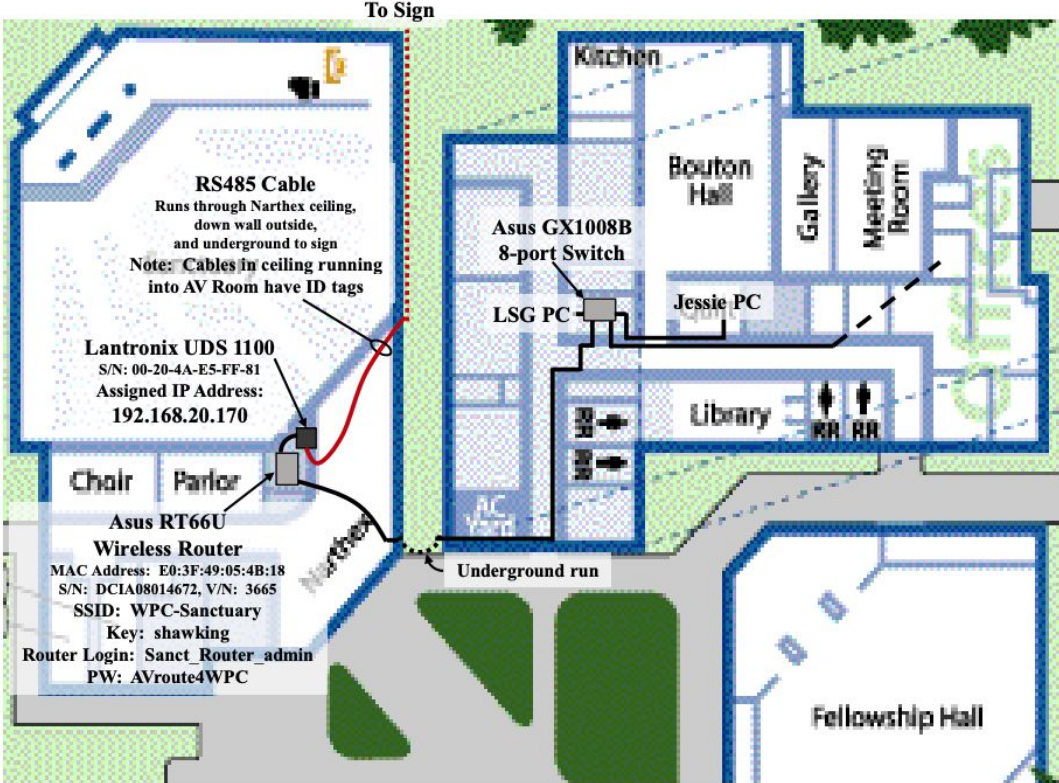 To Sign
Kitchen
RS485 Cable
Runs through Narthex ceiling,
down wall outside,
and underground to sign
Note: Cables in ceiling running
into AV Room have ID tags
Bouton
Hall
Gallery
Meeting
Room
Offices
Asus GX1008B
8-port Switch
LSG PC
Jessie PC
Lantronix UDS 1100
S/N: 00-20-4A-E5-FF-81
Assigned IP Address:
192.168.20.170
Library
RR
RR
RR
RR
Choir
Parlor
AC
Yard
Asus RT66U
Wireless Router
MAC Address: E0:3F:49:05:4B:18
S/N: DCIA08014672, V/N: 3665
SSID: WPC-Sanctuary
Key: shawking
Router Login: Sanct_Router_admin
PW: AVroute4WPC
Narthex
Underground run
Fellowship Hall